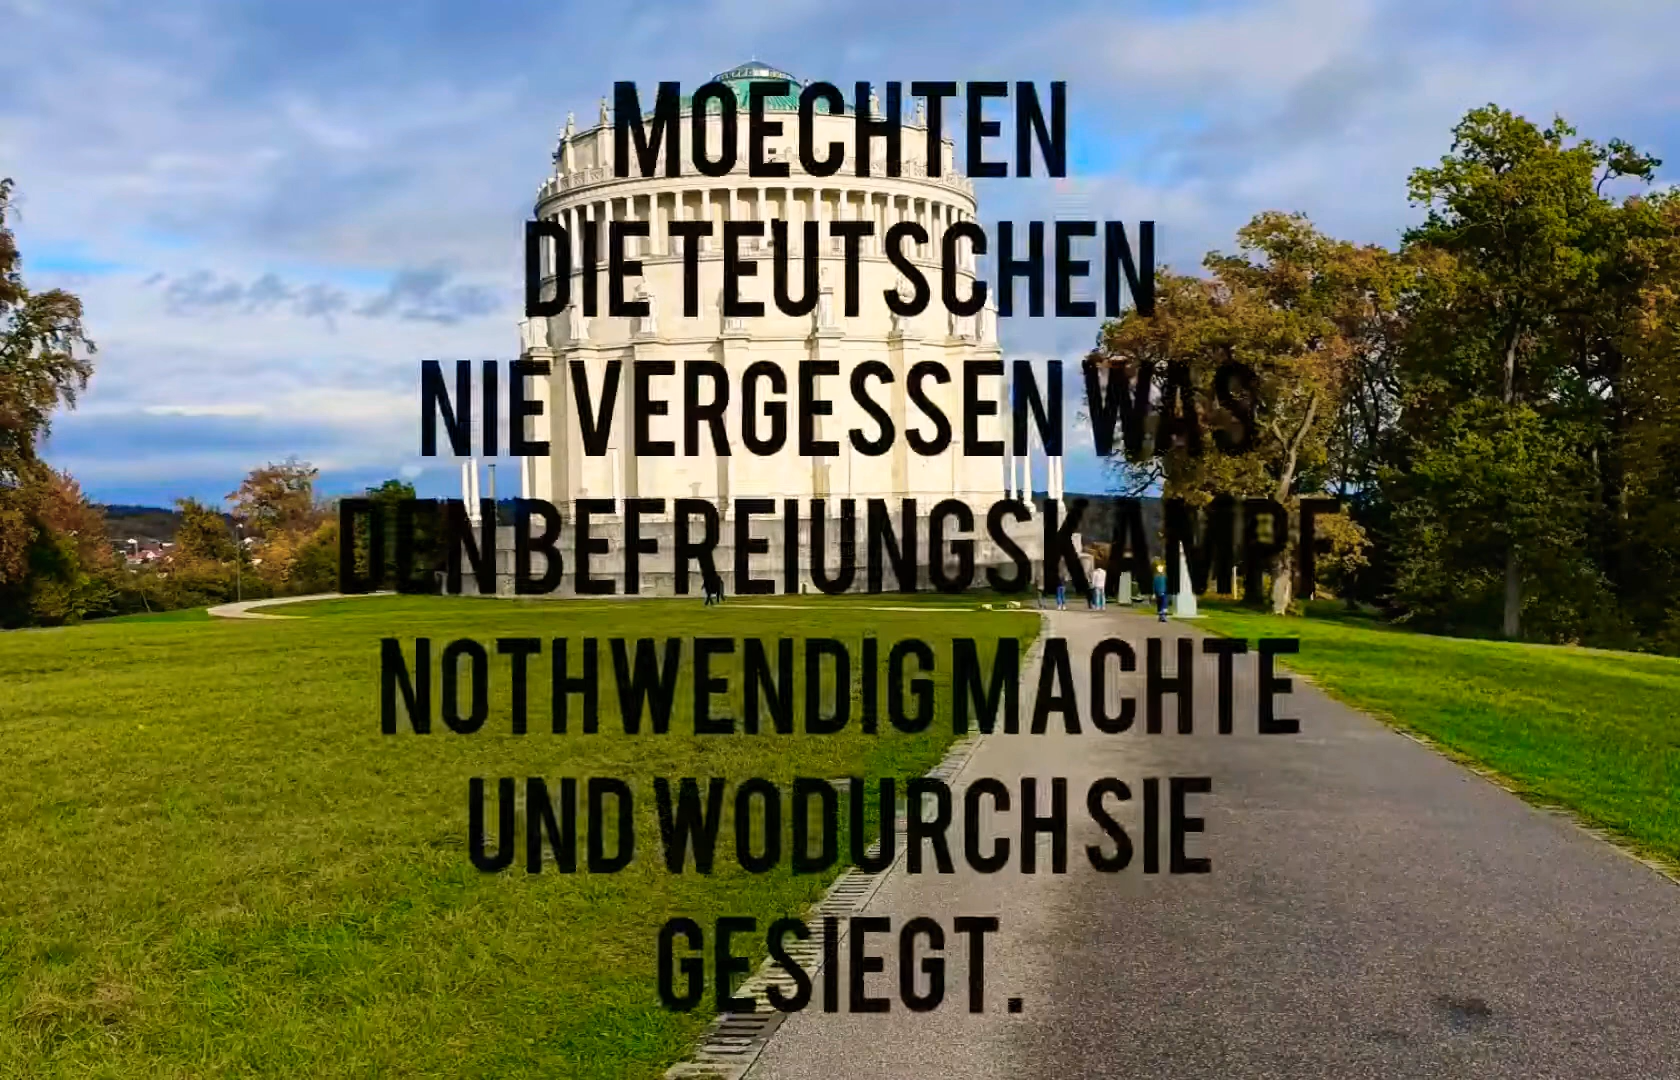 MOECHTEN
DIE TEUTSCHEN
NIE VERGESSEN WAS
DEN BEFREIUNGSKAMPF
NOTHWENDIG MACHTE
UND WODURCH SIE
GESIEGT.